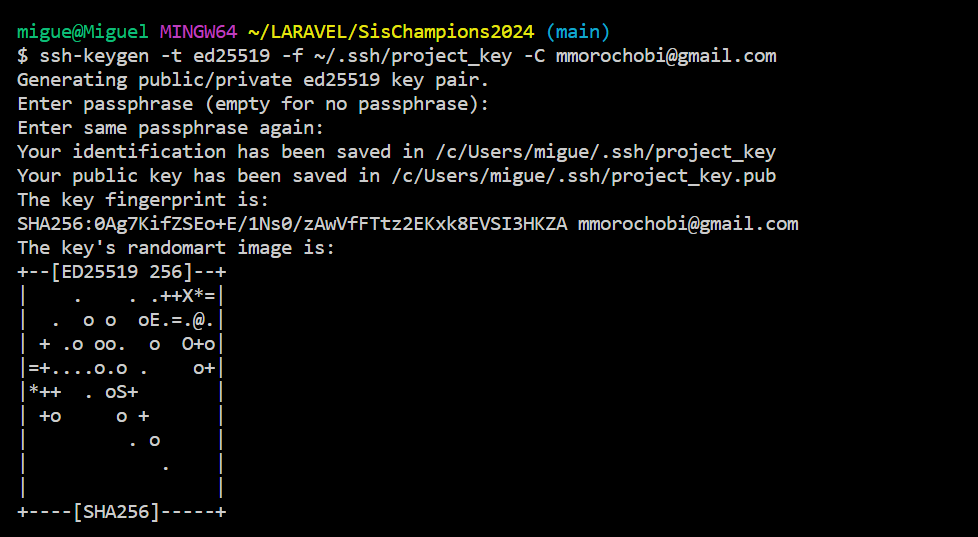 migue@Miguel MINGW64 ~/LARAVEL/SisChampions2024 (main)
$ ssh-keygen -t ed25519 -f ~/.ssh/project_key -C mmorochobi@gmail.com
Generating public/private ed25519 key pair.
Enter passphrase (empty for no passphrase):
Enter same passphrase again:
Your identification has been saved in /c/Users/migue/.ssh/project_key
Your public key has been saved in /c/Users/migue/.ssh/project_key.pub
The key fingerprint is:
SHA256:0Ag7KifZSEo+E/1Ns0/zAwVfFTtz2EKxk8EVSI3HKZA mmorochobi@gmail.com
The key's randomart image is:
+--[ED25519 256]--+
|    .    . .++X*=|
|  .  o o  oE.=.@.|
| + .o oo.  o  O+o|
|=+....o.o .    o+|
|*++  . oS+       |
| +o     o +      |
|         . o     |
|            .    |
|                 |
+----[SHA256]-----+